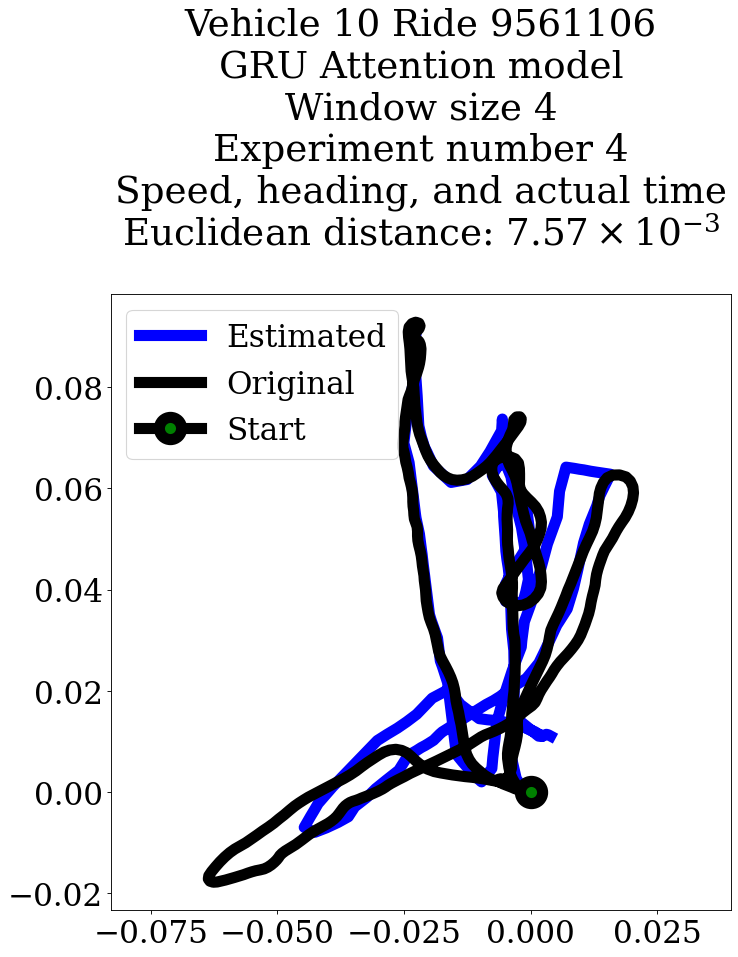 Vehicle 10 Ride 9561106
GRU Attention model
Window size 4
Experiment number 4
Speed, heading, and actual time
Euclidean distance: 7.57 × 10⁻³
Estimated
Original
Start
0.08
0.06
0.04
0.02
0.00
−0.02
−0.075 −0.050 −0.025 0.000 0.025